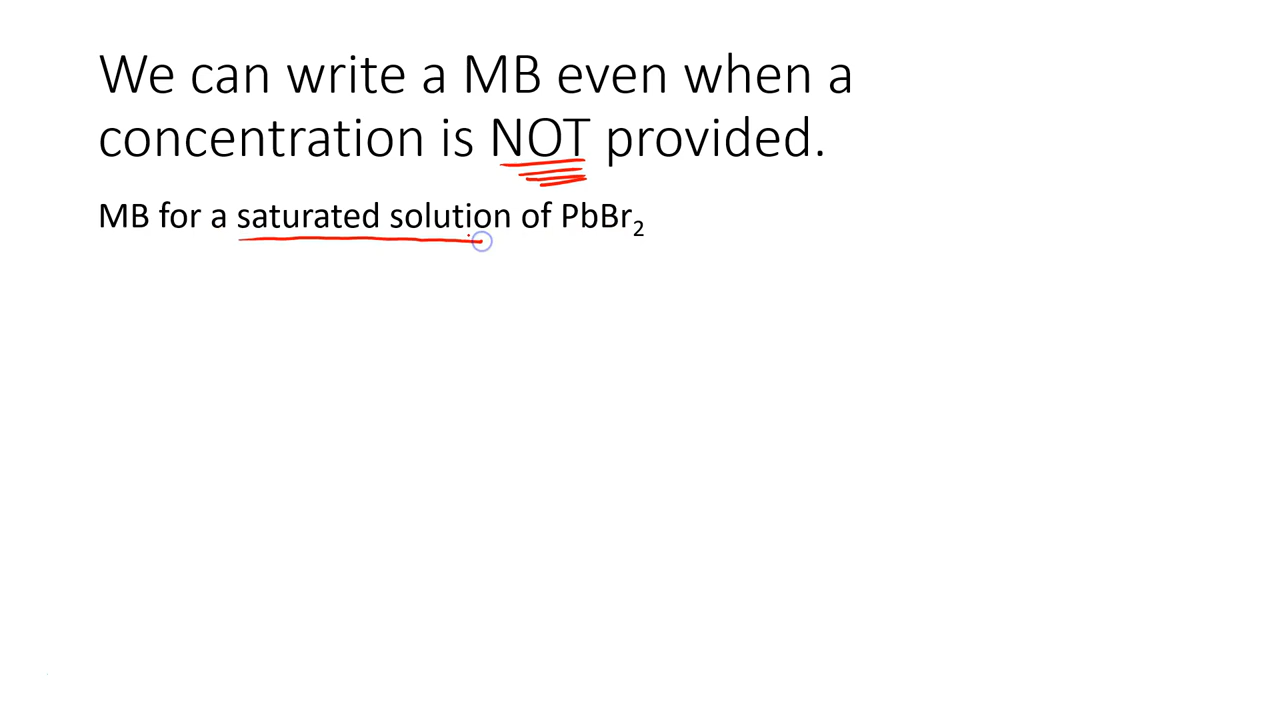 We can write a MB even when a
concentration is NOT provided.
MB for a saturated solution of PbBr₂